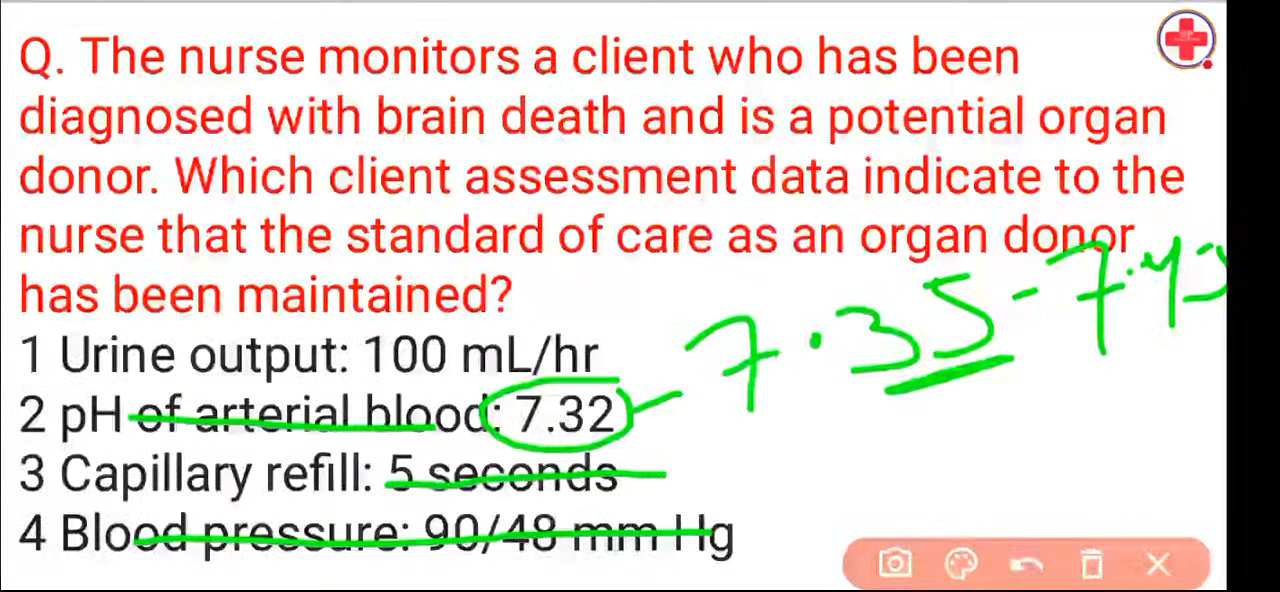 Q. The nurse monitors a client who has been
diagnosed with brain death and is a potential organ
donor. Which client assessment data indicate to the
nurse that the standard of care as an organ donor
has been maintained?
1 Urine output: 100 mL/hr
2 pH of arterial blood: 7.32 - 7.35 -
3 Capillary refill: 5 seconds
4 Blood pressure: 90/48 mm Hg